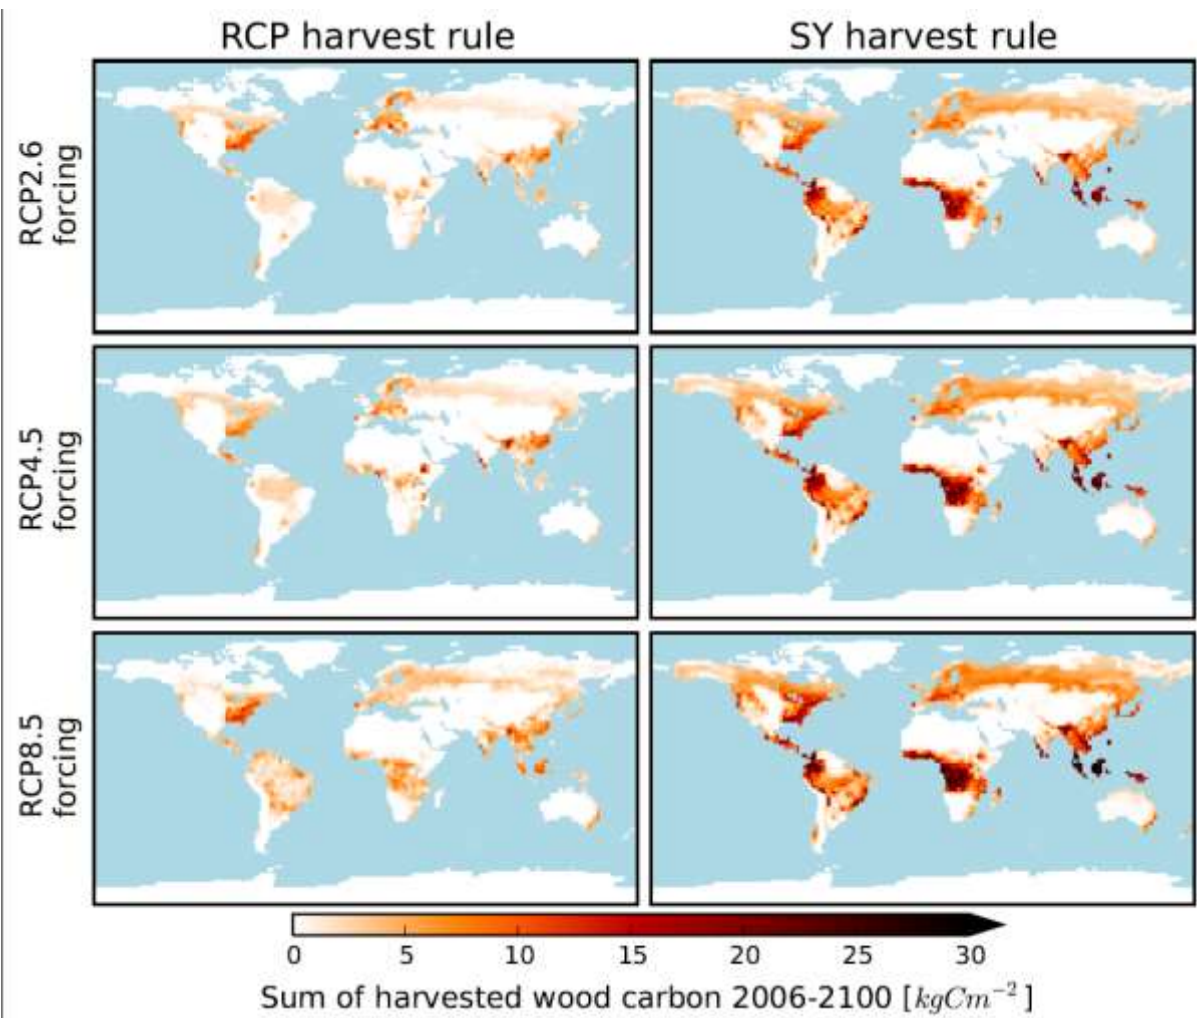 RCP harvest rule
SY harvest rule
RCP2.6
forcing
RCP4.5
forcing
RCP8.5
forcing
0 5 10 15 20 25 30
Sum of harvested wood carbon 2006-2100 [kgCm⁻²]